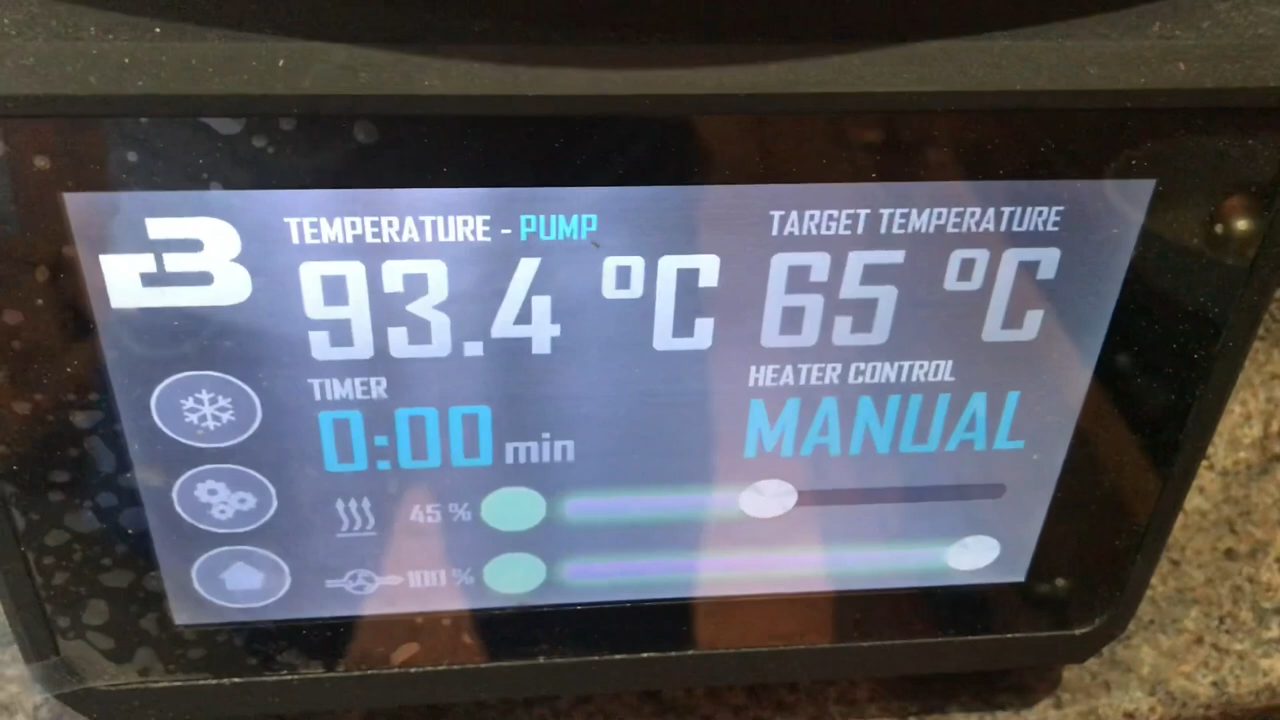 TEMPERATURE - PUMP
93.4 °C
TARGET TEMPERATURE
65 °C
TIMER
0:00 min
HEATER CONTROL
MANUAL
45 %
100 %